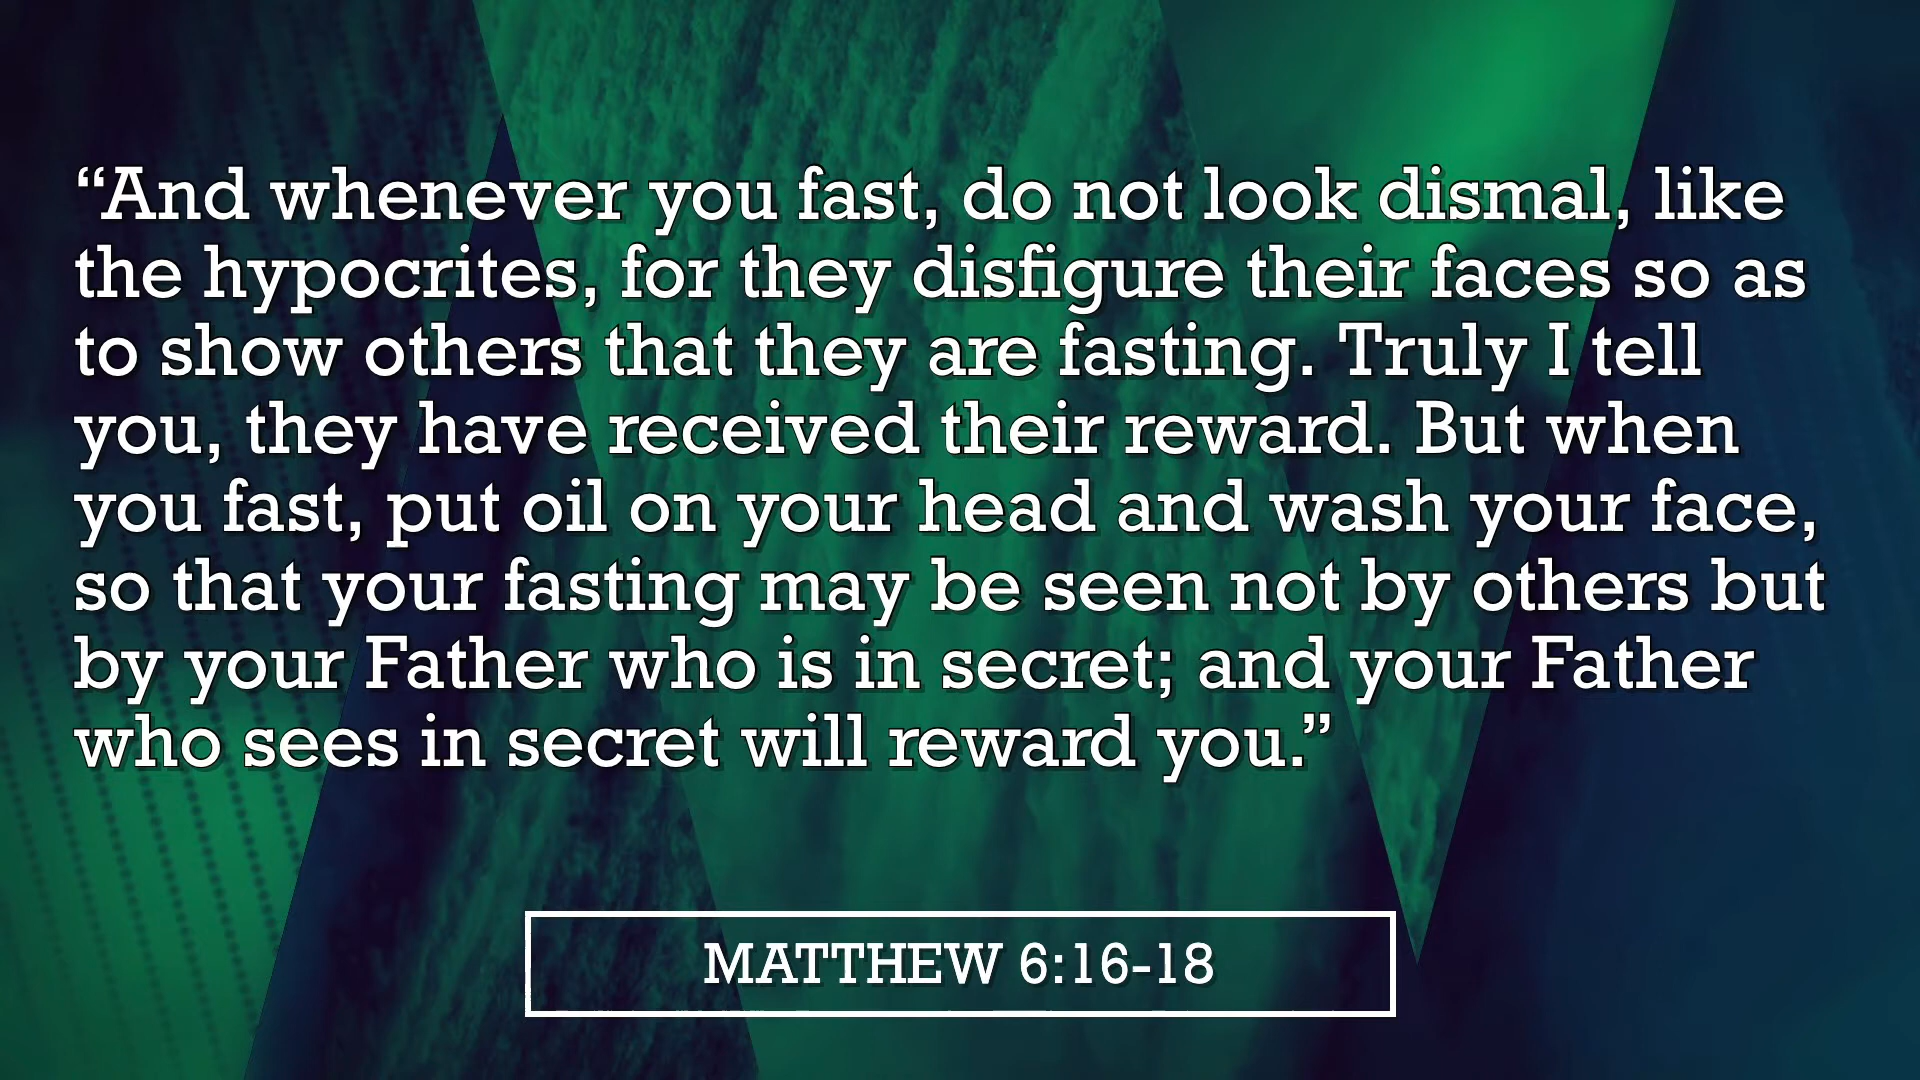 “And whenever you fast, do not look dismal, like
the hypocrites, for they disfigure their faces so as
to show others that they are fasting. Truly I tell
you, they have received their reward. But when
you fast, put oil on your head and wash your face,
so that your fasting may be seen not by others but
by your Father who is in secret; and your Father
who sees in secret will reward you.”
MATTHEW 6:16-18